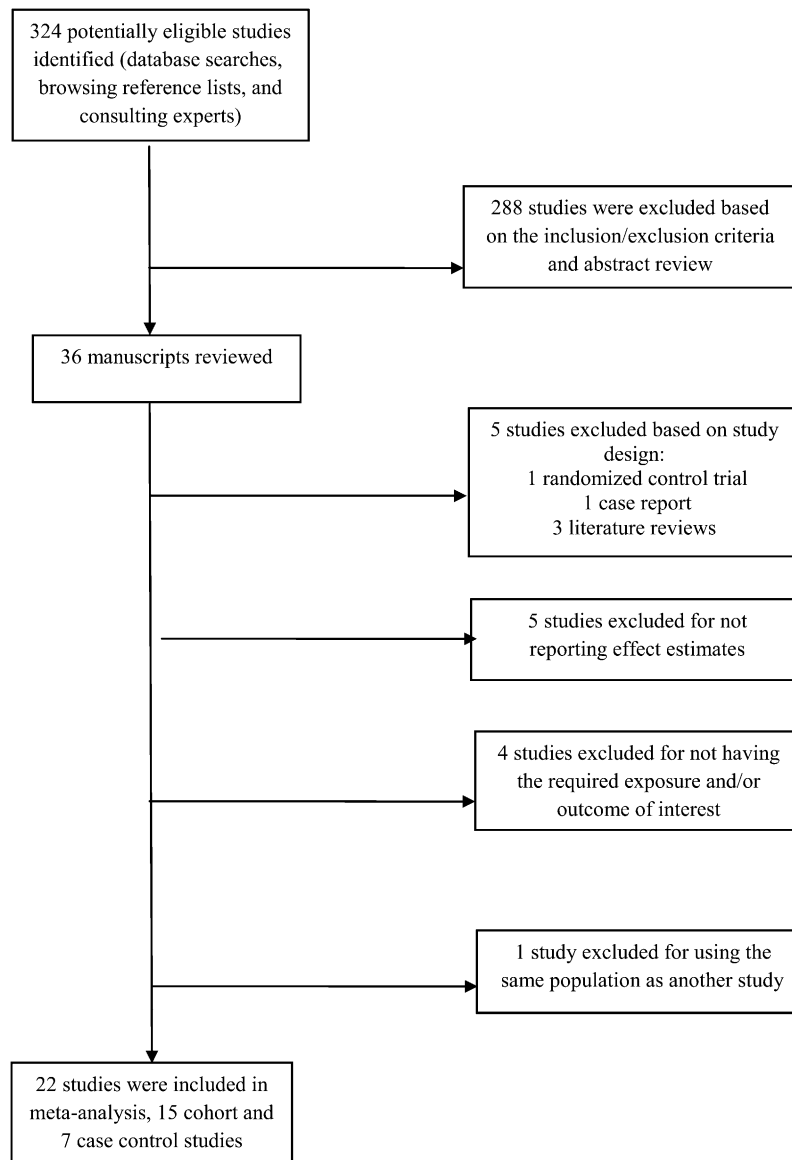 324 potentially eligible studies
identified (database searches,
browsing reference lists, and
consulting experts)
288 studies were excluded based
on the inclusion/exclusion criteria
and abstract review
36 manuscripts reviewed
5 studies excluded based on study
design:
1 randomized control trial
1 case report
3 literature reviews
5 studies excluded for not
reporting effect estimates
4 studies excluded for not having
the required exposure and/or
outcome of interest
1 study excluded for using the
same population as another study
22 studies were included in
meta-analysis, 15 cohort and
7 case control studies